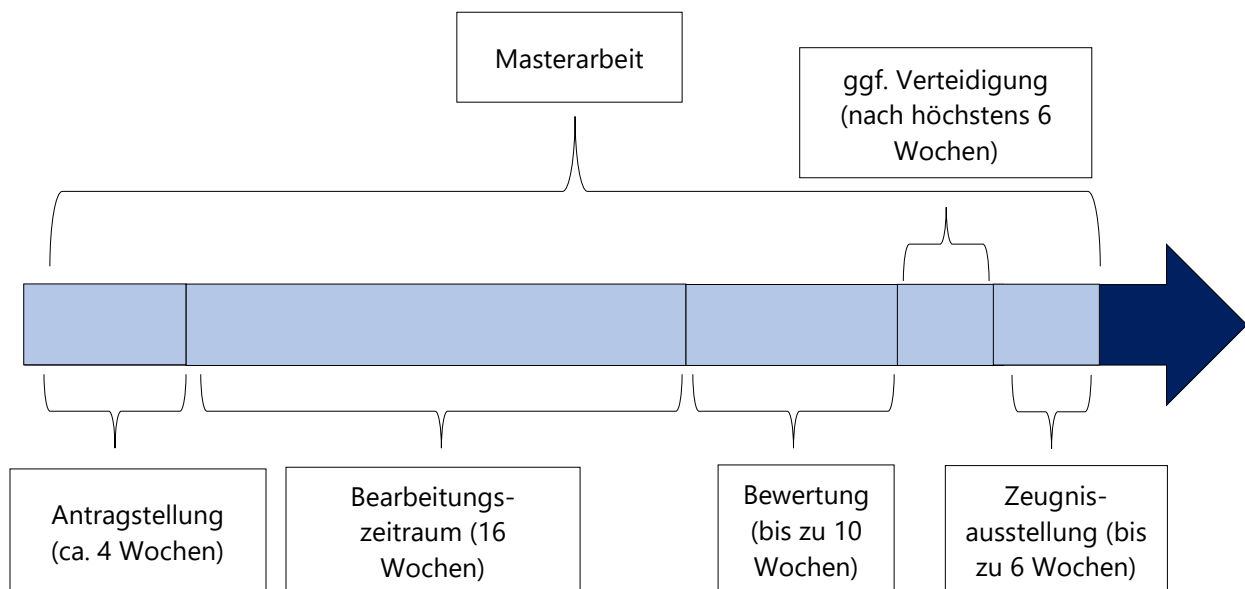 Masterarbeit
ggf. Verteidigung
(nach höchstens 6
Wochen)
Antragstellung
(ca. 4 Wochen)
Bearbeitungs-
zeitraum (16
Wochen)
Bewertung
(bis zu 10
Wochen)
Zeugnis-
ausstellung (bis
zu 6 Wochen)